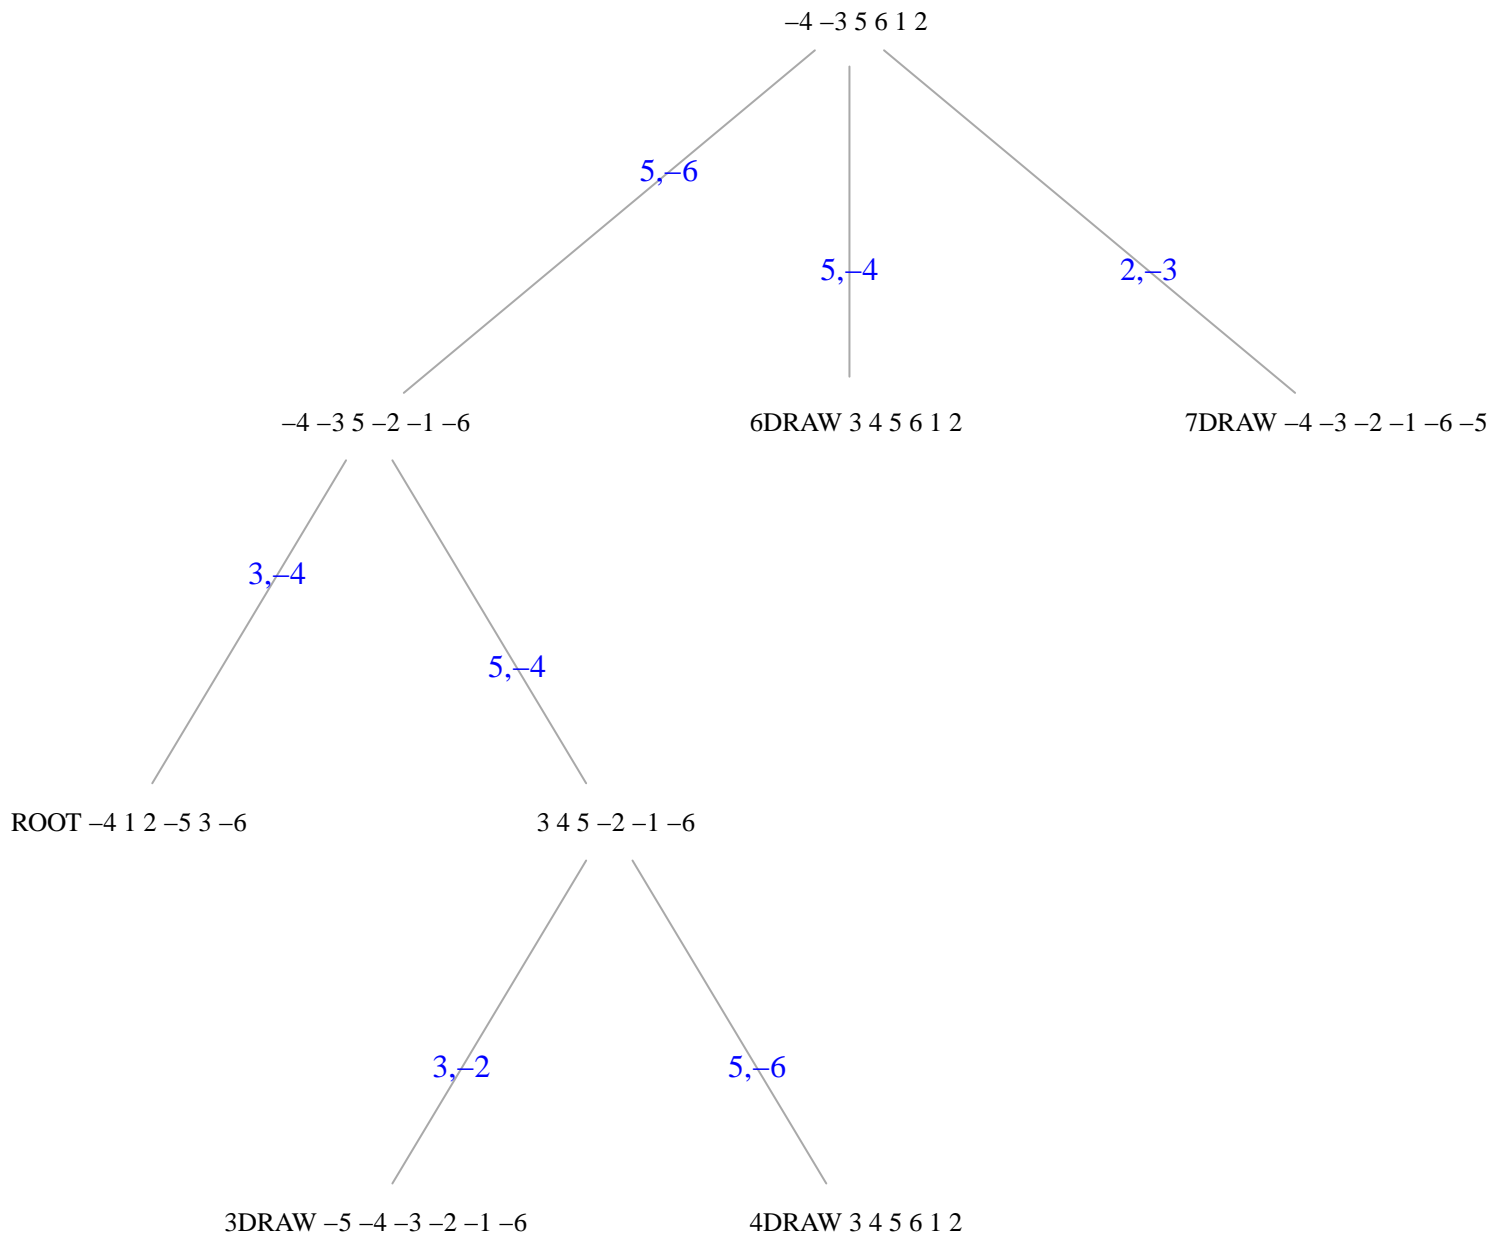 –4 –3 5 6 1 2
5,–6
5,–4
2,–3
–4 –3 5 –2 –1 –6
6DRAW 3 4 5 6 1 2
7DRAW –4 –3 –2 –1 –6 –5
3,–4
5,–4
ROOT –4 1 2 –5 3 –6
3 4 5 –2 –1 –6
3,–2
5,–6
3DRAW –5 –4 –3 –2 –1 –6
4DRAW 3 4 5 6 1 2